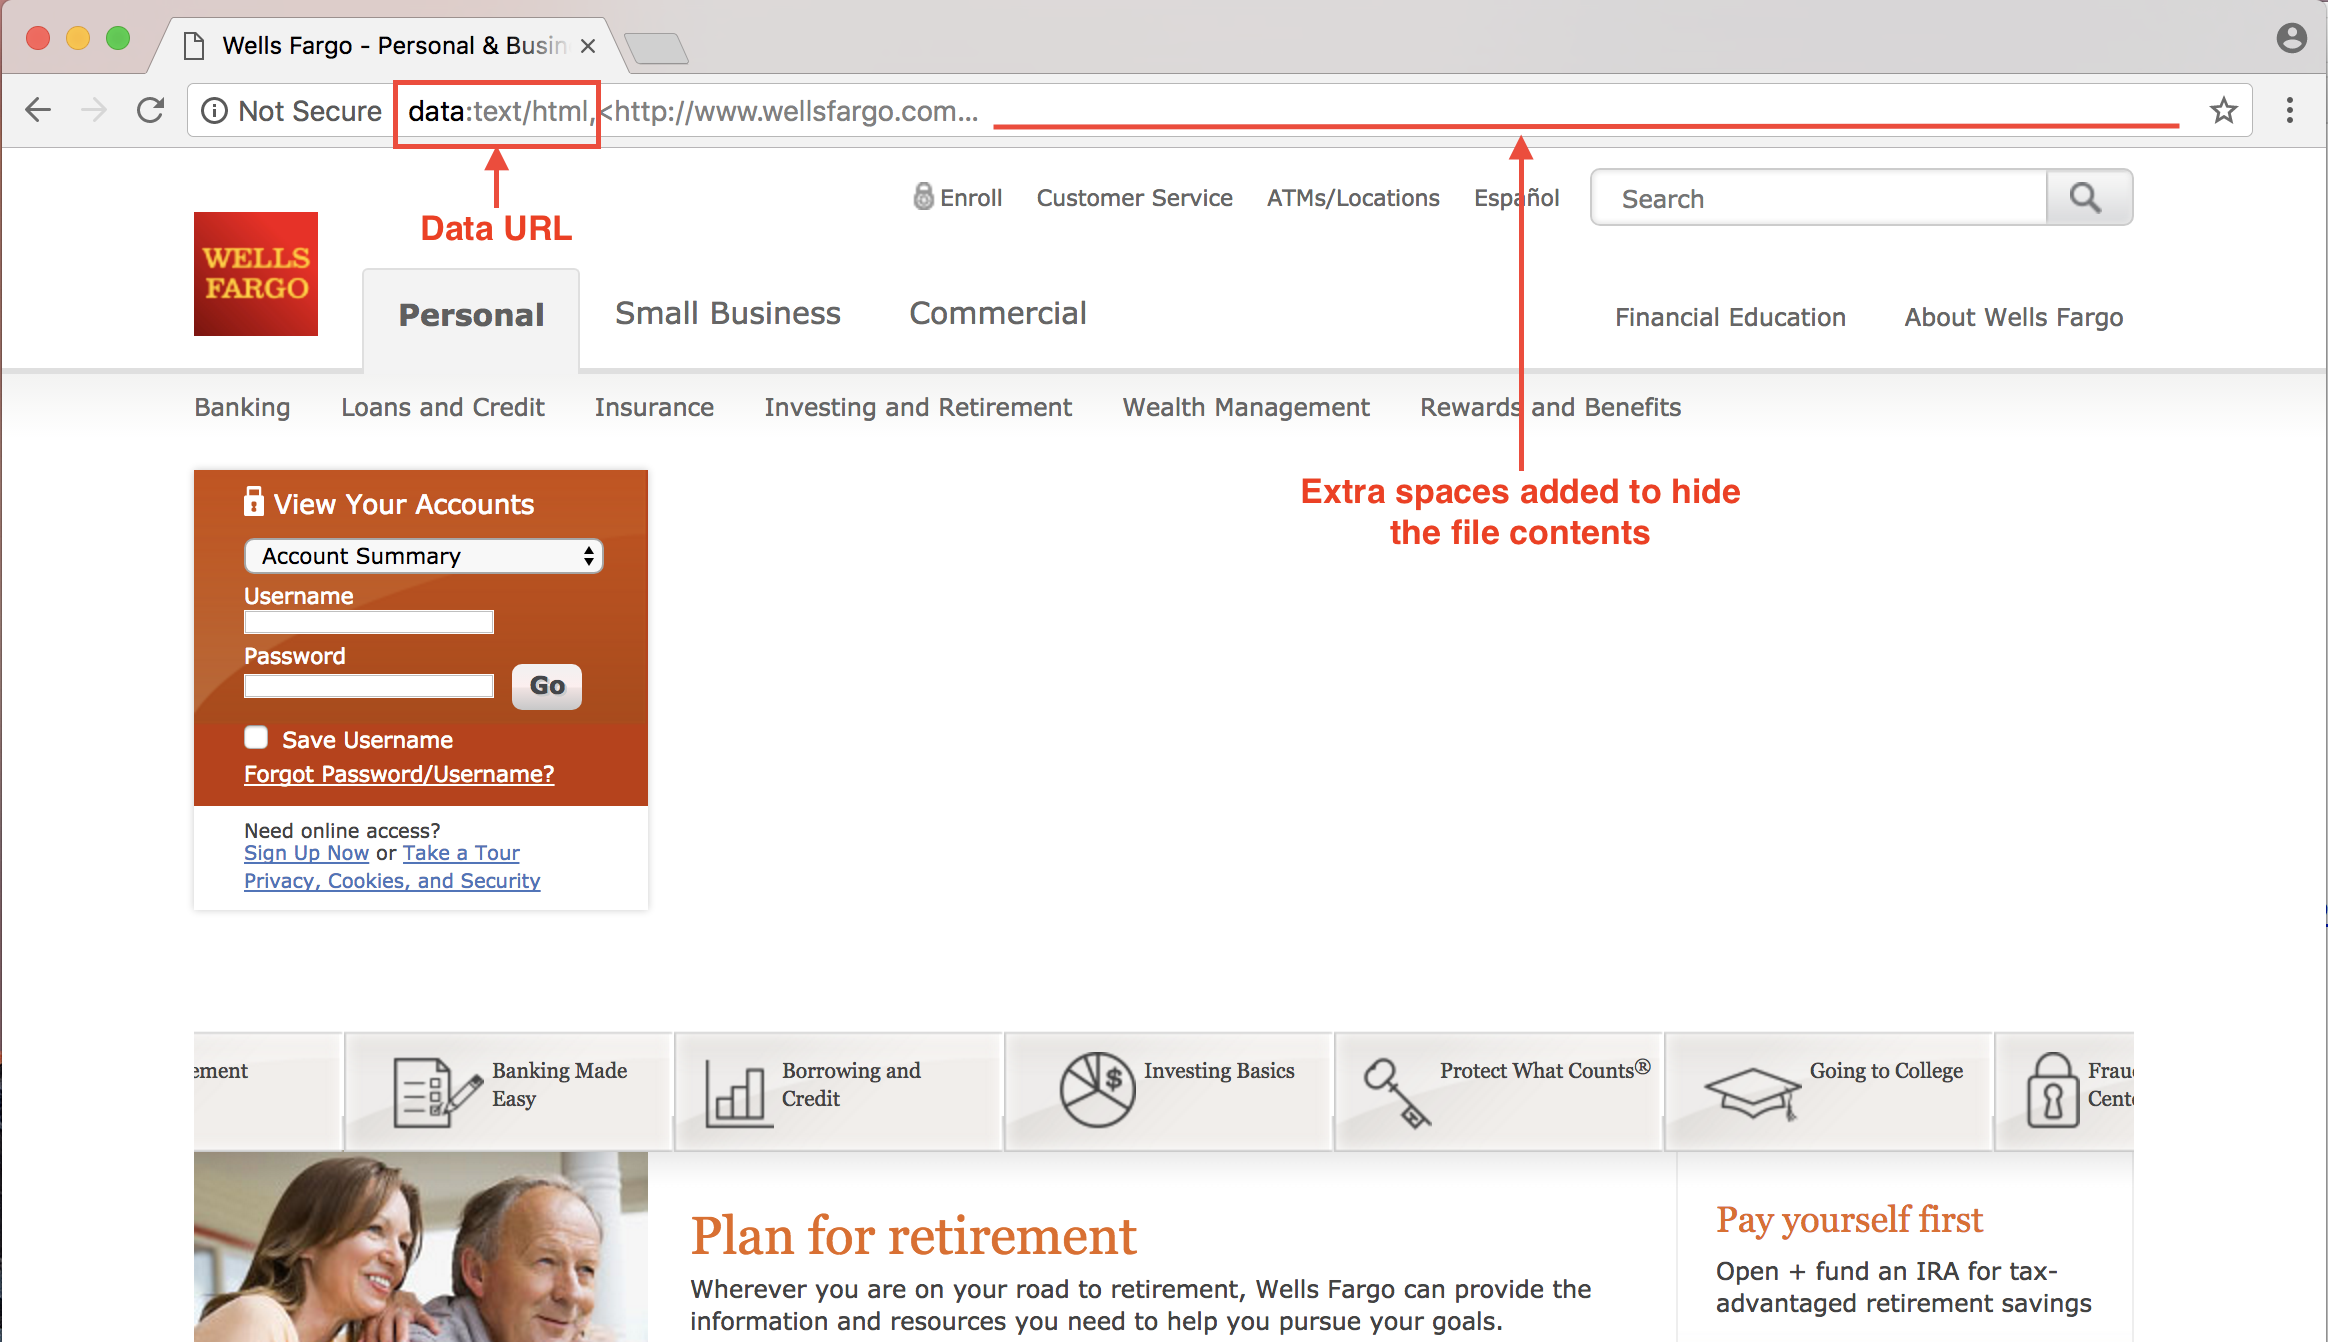 Wells Fargo - Personal & Busin
Not Secure data:text/html,<http://www.wellsfargo.com...
Data URL
Enroll Customer Service ATMs/Locations Español Search
WELLS
FARGO
Personal Small Business Commercial
Financial Education About Wells Fargo
Banking Loans and Credit Insurance Investing and Retirement Wealth Management Rewards and Benefits
Extra spaces added to hide
the file contents
View Your Accounts
Account Summary
Username
Password
Go
Save Username
Forgot Password/Username?
Need online access?
Sign Up Now or Take a Tour
Privacy, Cookies, and Security
ement
Banking Made
Easy
Borrowing and
Credit
Investing Basics
Protect What Counts®
Going to College
Frau
Cent
Plan for retirement
Wherever you are on your road to retirement, Wells Fargo can provide the
information and resources you need to help you pursue your goals.
Pay yourself first
Open + fund an IRA for tax-
advantaged retirement savings